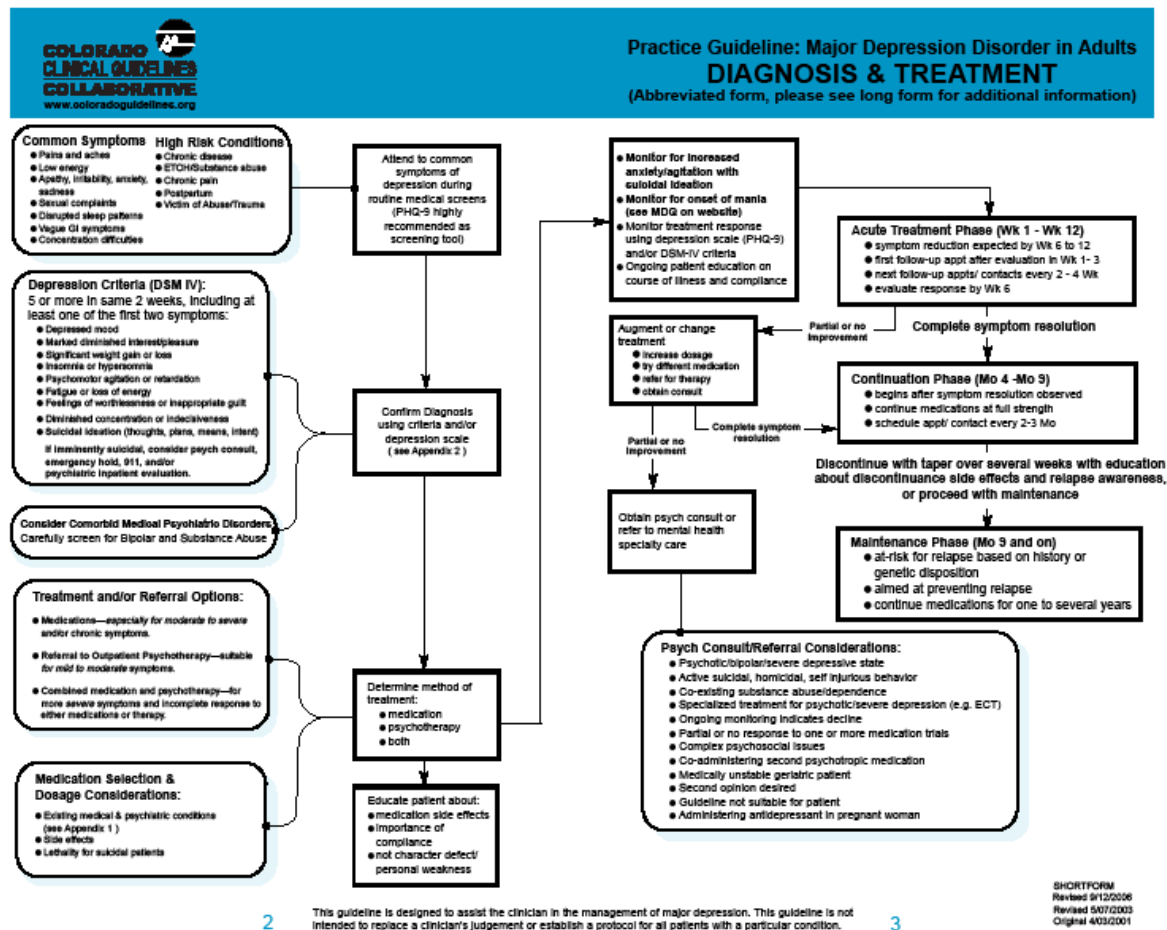 COLORADO
CLINICAL GUIDELINES
COLLABORATIVE
www.coloradoguidelines.org
Practice Guideline: Major Depression Disorder in Adults
DIAGNOSIS & TREATMENT
(Abbreviated form, please see long form for additional information)
Common Symptoms
● Pains and aches
● Low energy
● Apathy, irritability, anxiety,
sadness
● Sexual complaints
● Disrupted sleep patterns
● Vague GI symptoms
● Concentration difficulties
High Risk Conditions
● Chronic disease
● ETOH/Substance abuse
● Chronic pain
● Postpartum
● Victim of Abuse/Trauma
Attend to common
symptoms of
depression during
routine medical screens
(PHQ-9 highly
recommended as
screening tool)
Depression Criteria (DSM IV):
5 or more in same 2 weeks, including at
least one of the first two symptoms:
● Depressed mood
● Marked diminished interest/pleasure
● Significant weight gain or loss
● Insomnia or hypersomnia
● Psychomotor agitation or retardation
● Fatigue or loss of energy
● Feelings of worthlessness or inappropriate guilt
● Diminished concentration or indecisiveness
● Suicidal ideation (thoughts, plans, means, intent)
If imminently suicidal, consider psych consult,
emergency hold, 911, and/or
psychiatric inpatient evaluation.
Confirm Diagnosis
using criteria and/or
depression scale
( see Appendix 2 )
Consider Comorbid Medical Psychiatric Disorders
Carefully screen for Bipolar and Substance Abuse
Treatment and/or Referral Options:
● Medications—especially for moderate to severe
and/or chronic symptoms.
● Referral to Outpatient Psychotherapy—suitable
for mild to moderate symptoms.
● Combined medication and psychotherapy—for
more severe symptoms and incomplete response to
either medications or therapy.
Determine method of
treatment:
● medication
● psychotherapy
● both
Medication Selection &
Dosage Considerations:
● Existing medical & psychiatric conditions
(see Appendix 1 )
● Side effects
● Lethality for suicidal patients
Educate patient about:
● medication side effects
● importance of
compliance
● not character defect/
personal weakness
● Monitor for increased
anxiety/agitation with
suicidal ideation
● Monitor for onset of mania
(see MDQ on website)
● Monitor treatment response
using depression scale (PHQ-9)
and/or DSM-IV criteria
● Ongoing patient education on
course of illness and compliance
Acute Treatment Phase (Wk 1 - Wk 12)
● symptom reduction expected by Wk 6 to 12
● first follow-up appt after evaluation in Wk 1- 3
● next follow-up appts/ contacts every 2 - 4 Wk
● evaluate response by Wk 6
Augment or change
treatment
● increase dosage
● try different medication
● refer for therapy
● obtain consult
Partial or no
improvement
Complete symptom resolution
Continuation Phase (Mo 4 -Mo 9)
● begins after symptom resolution observed
● continue medications at full strength
● schedule appt/ contact every 2-3 Mo
Partial or no
improvement
Complete symptom
resolution
Discontinue with taper over several weeks with education
about discontinuance side effects and relapse awareness,
or proceed with maintenance
Obtain psych consult or
refer to mental health
specialty care
Maintenance Phase (Mo 9 and on)
● at-risk for relapse based on history or
genetic disposition
● aimed at preventing relapse
● continue medications for one to several years
Psych Consult/Referral Considerations:
● Psychotic/bipolar/severe depressive state
● Active suicidal, homicidal, self injurious behavior
● Co-existing substance abuse/dependence
● Specialized treatment for psychotic/severe depression (e.g. ECT)
● Ongoing monitoring indicates decline
● Partial or no response to one or more medication trials
● Complex psychosocial issues
● Co-administering second psychotropic medication
● Medically unstable geriatric patient
● Second opinion desired
● Guideline not suitable for patient
● Administering antidepressant in pregnant woman
2
This guideline is designed to assist the clinician in the management of major depression. This guideline is not
intended to replace a clinician's judgement or establish a protocol for all patients with a particular condition.
3
SHORTFORM
Revised 9/12/2006
Revised 5/07/2003
Original 4/03/2001